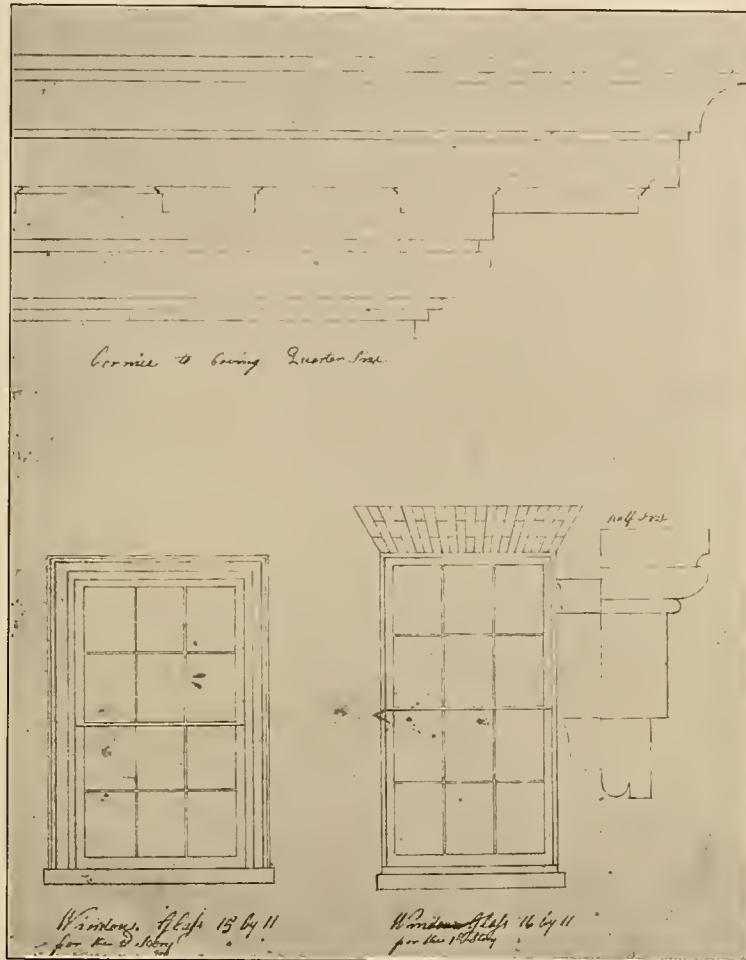 Cornice to Coving Quarter Size.
half size
Windows Glass 15 by 11
for the 2 Story
Windows Glass 16 by 11
for the 1st Story